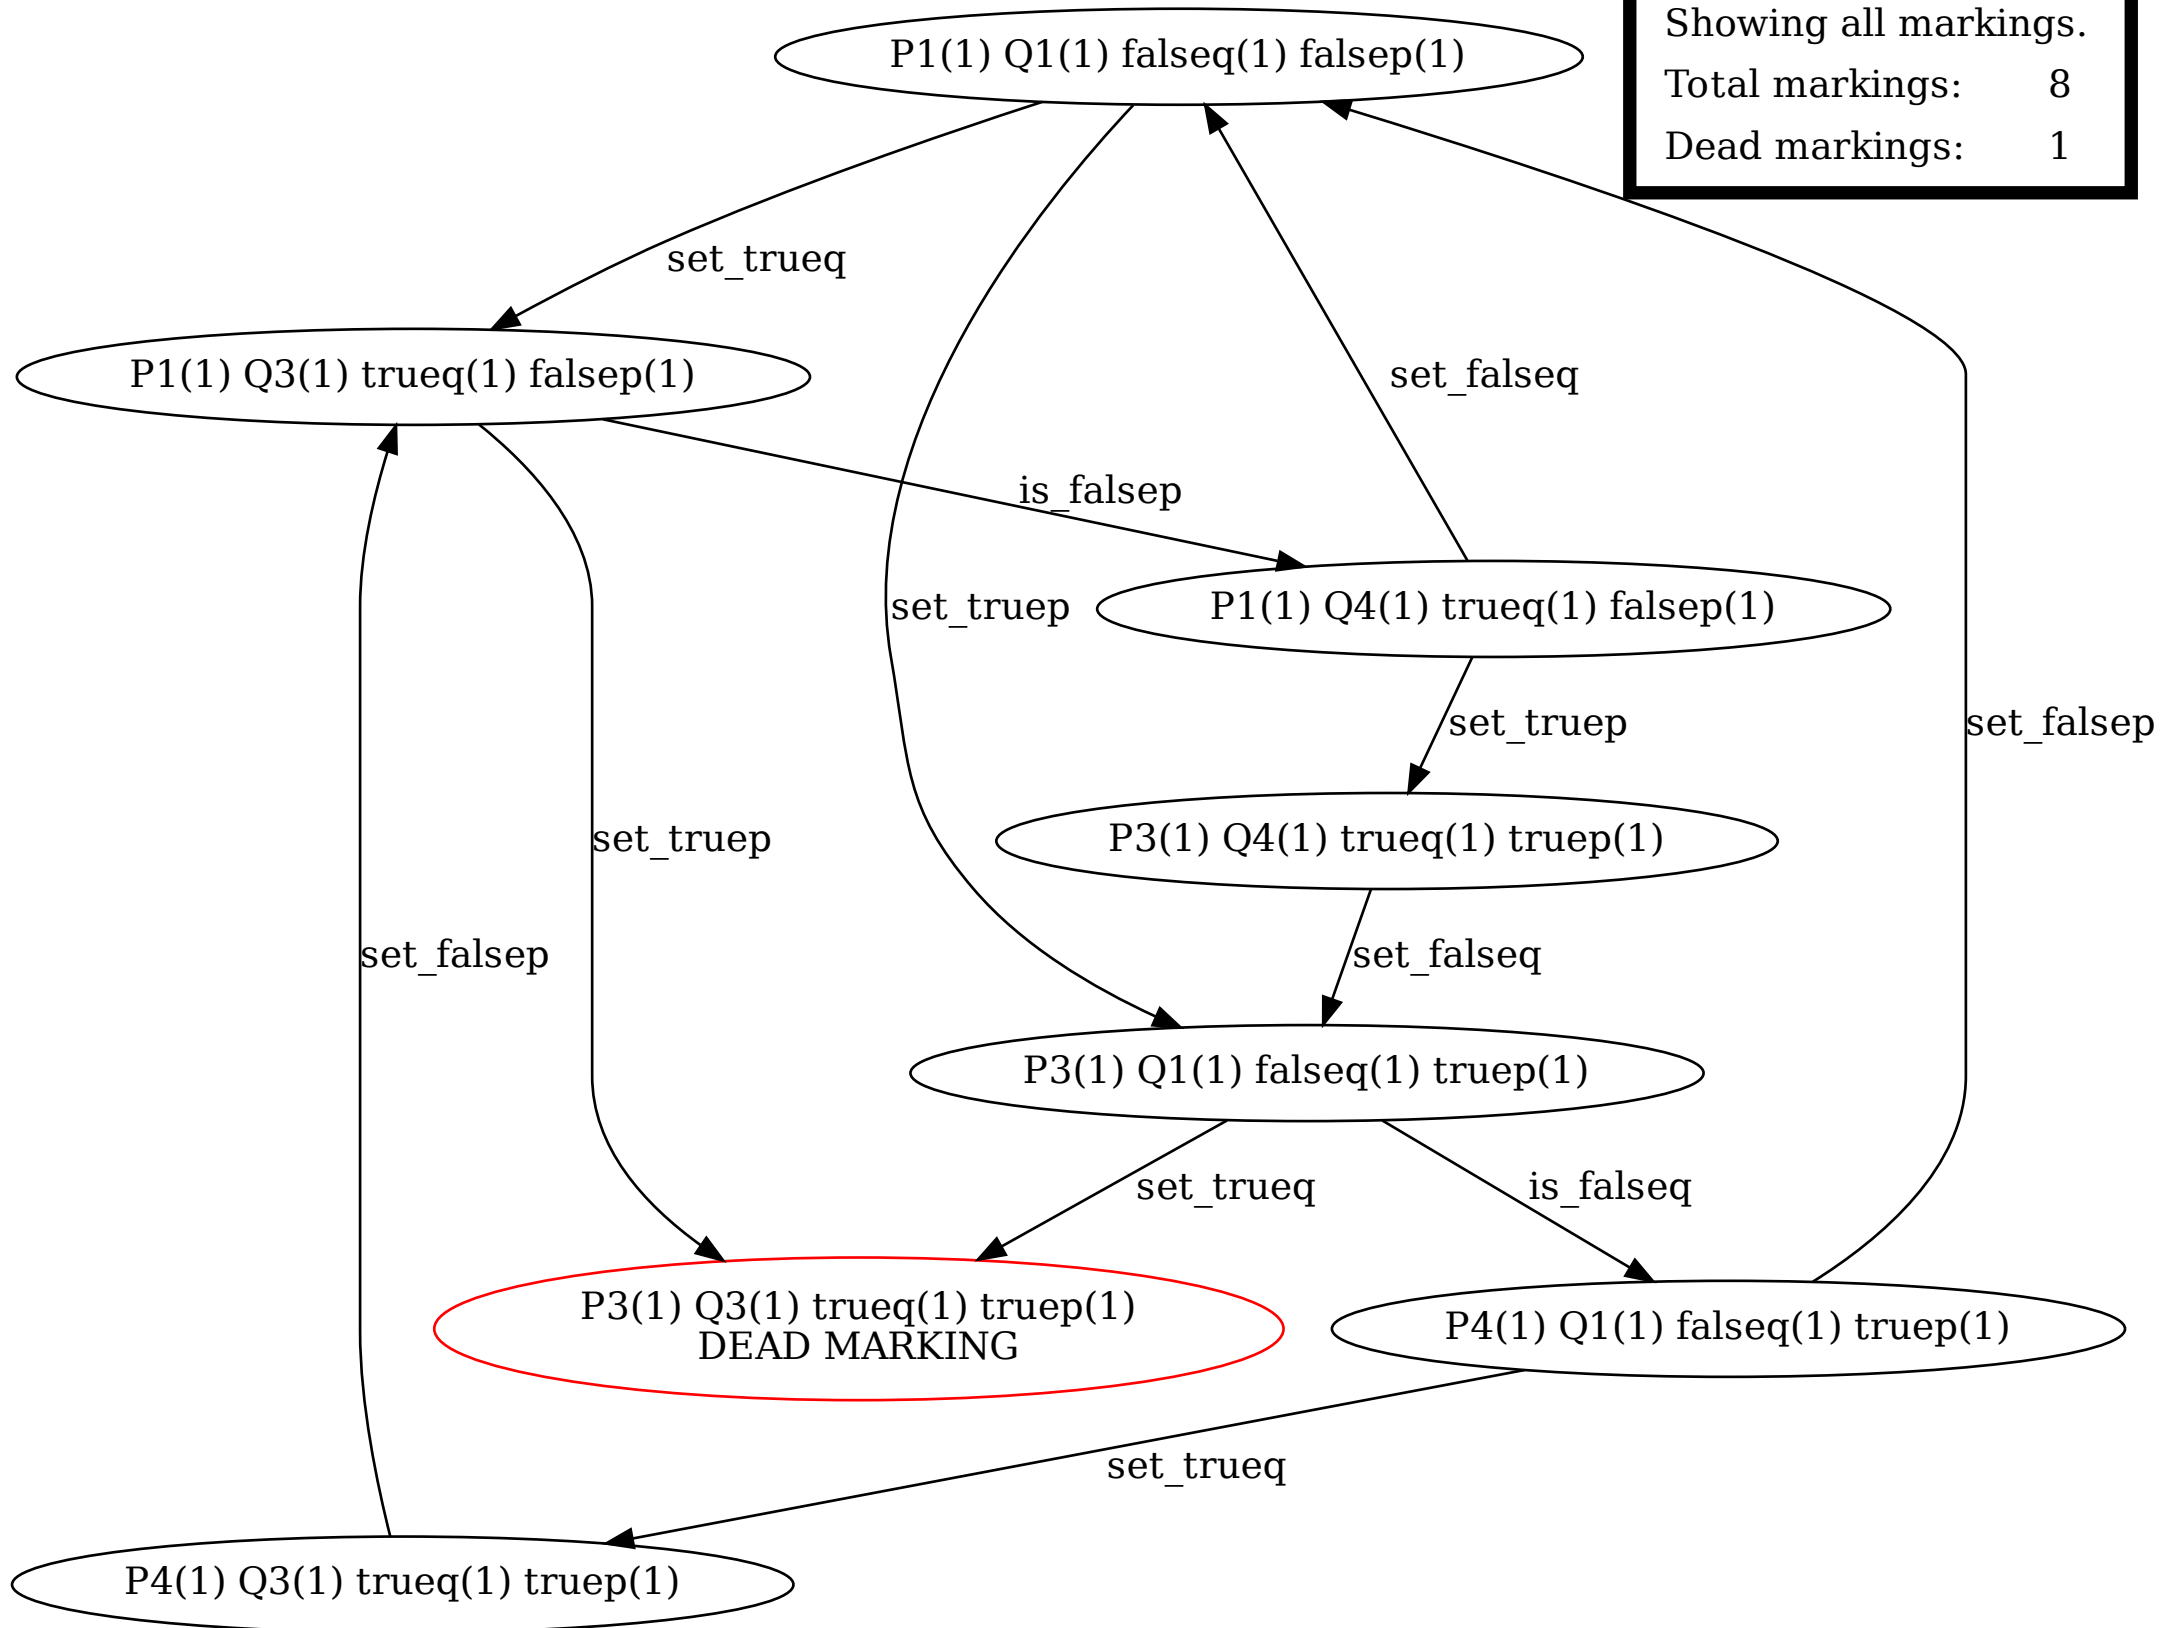 Showing all markings.
Total markings: 8
Dead markings: 1
P1(1) Q1(1) falseq(1) falsep(1)
set_trueq
P1(1) Q3(1) trueq(1) falsep(1)
set_falseq
is_falsep
set_truep
P1(1) Q4(1) trueq(1) falsep(1)
set_truep
set_falsep
set_truep
P3(1) Q4(1) trueq(1) truep(1)
set_falsep
set_falseq
P3(1) Q1(1) falseq(1) truep(1)
set_trueq
is_falseq
P3(1) Q3(1) trueq(1) truep(1)
DEAD MARKING
P4(1) Q1(1) falseq(1) truep(1)
set_trueq
P4(1) Q3(1) trueq(1) truep(1)